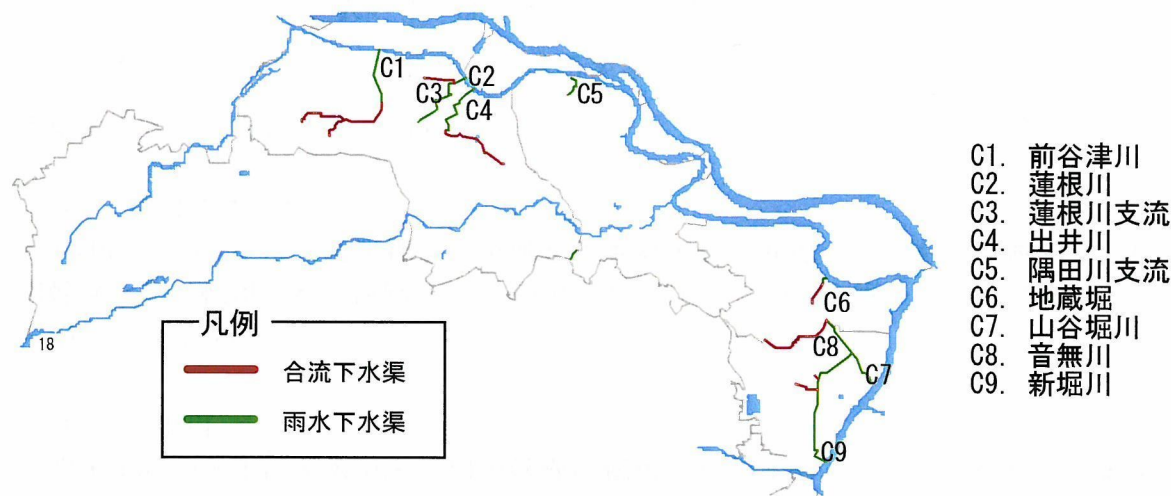 C1
C2
C3
C4
C5
C6
C8
C7
C9
18
凡例
合流下水渠
雨水下水渠
C1. 前谷津川
C2. 蓮根川
C3. 蓮根川支流
C4. 出井川
C5. 隅田川支流
C6. 地蔵堀
C7. 山谷堀川
C8. 音無川
C9. 新堀川